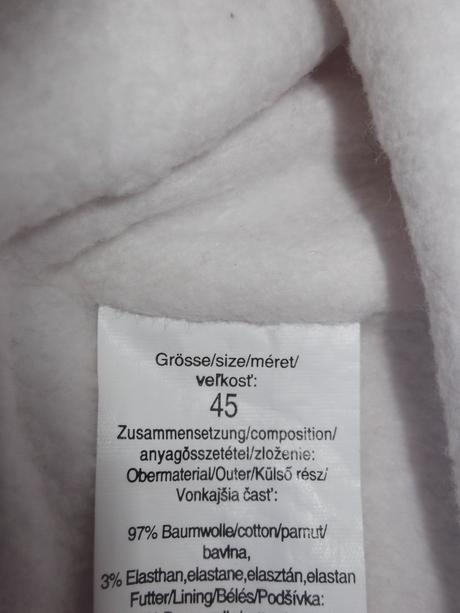 Grösse/size/méret/
veľkosť:
45
Zusammensetzung/composition/
anyagösszetétel/zloženie:
Obermaterial/Outer/Külső rész/
Vonkajšia časť:
97% Baumwolle/cotton/pamut/
bavlna,
3% Elasthan,elastane,elasztán,elastan
Futter/Lining/Bélés/Podšívka: